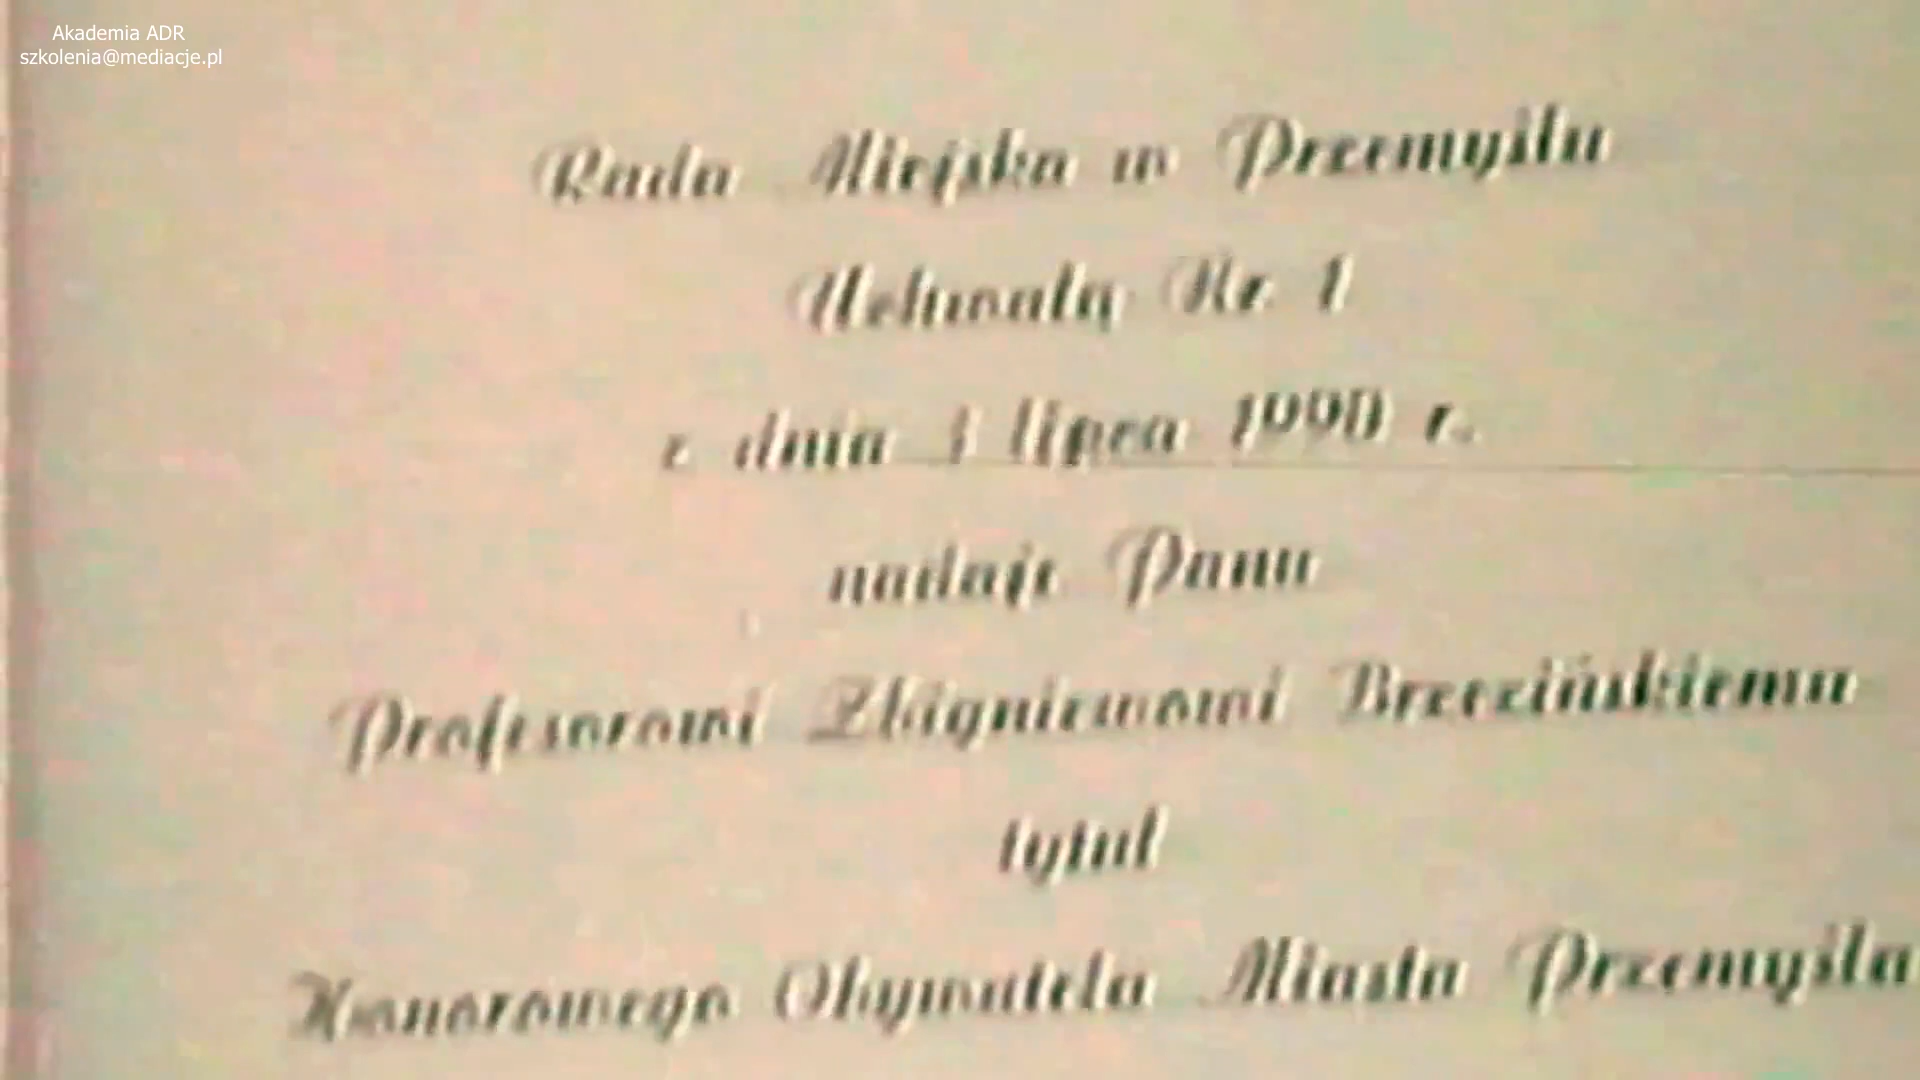 Akademia ADR
szkolenia@mediacje.pl
Rada Miejska w Przemyślu
Uchwałą Nr 1
z dnia 3 lipca 1990 r.
nadaje Panu
Profesorowi Zbigniewowi Brzezińskiemu
tytuł
Honorowego Obywatela Miasta Przemyśla